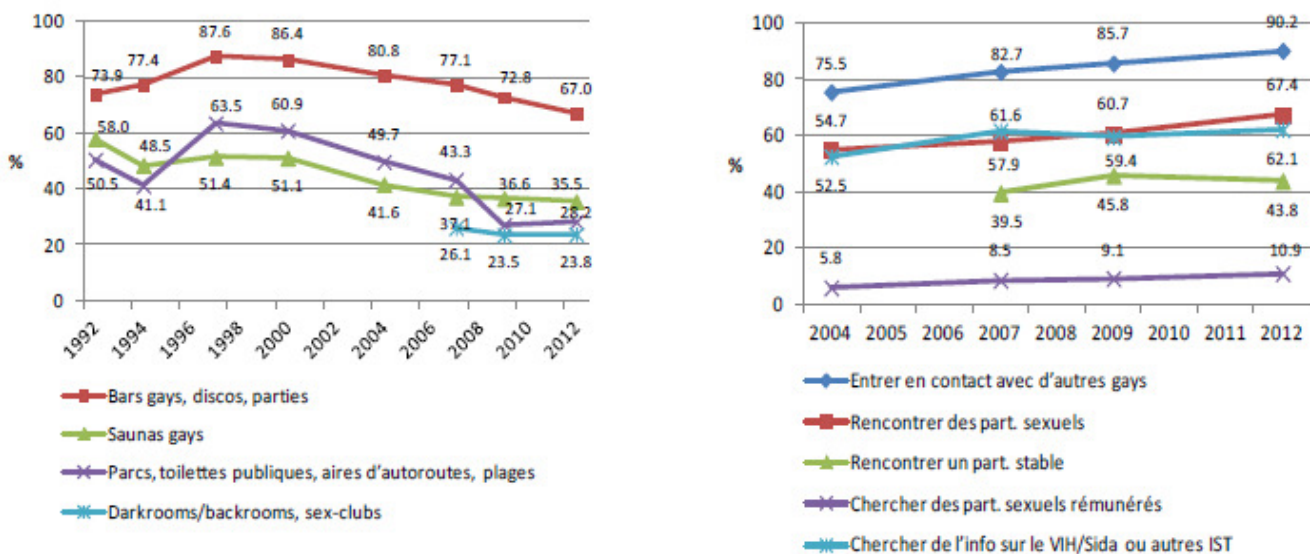 100
80
60
40
20
0
%
87.6 86.4
73.9 77.4 80.8 77.1 72.8 67.0
58.0 48.5 63.5 60.9 49.7 43.3
50.5 41.1 51.4 51.1 41.6 37.1 36.6 35.5
27.1 28.2
26.1 23.5 23.8
1992 1994 1996 1998 2000 2002 2004 2006 2008 2010 2012
Bars gays, discos, parties
Saunas gays
Parcs, toilettes publiques, aires d'autoroutes, plages
Darkrooms/backrooms, sex-clubs
100
80
60
40
20
0
%
75.5 82.7 85.7 90.2
54.7 61.6 60.7 67.4
52.5 57.9 59.4 62.1
39.5 45.8 43.8
5.8 8.5 9.1 10.9
2004 2005 2006 2007 2008 2009 2010 2011 2012
Entrer en contact avec d'autres gays
Rencontrer des part. sexuels
Rencontrer un part. stable
Chercher des part. sexuels rémunérés
Chercher de l'info sur le VIH/Sida ou autres IST